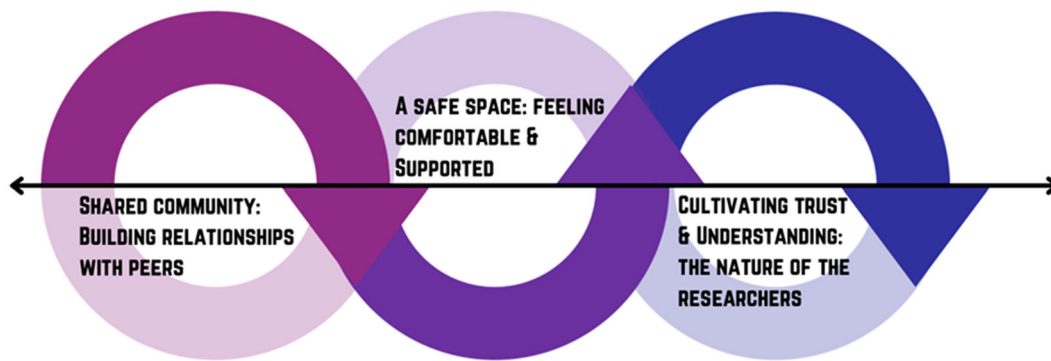 Shared community:
Building relationships
with peers
A safe space: feeling
comfortable &
Supported
Cultivating trust
& Understanding:
the nature of the
researchers